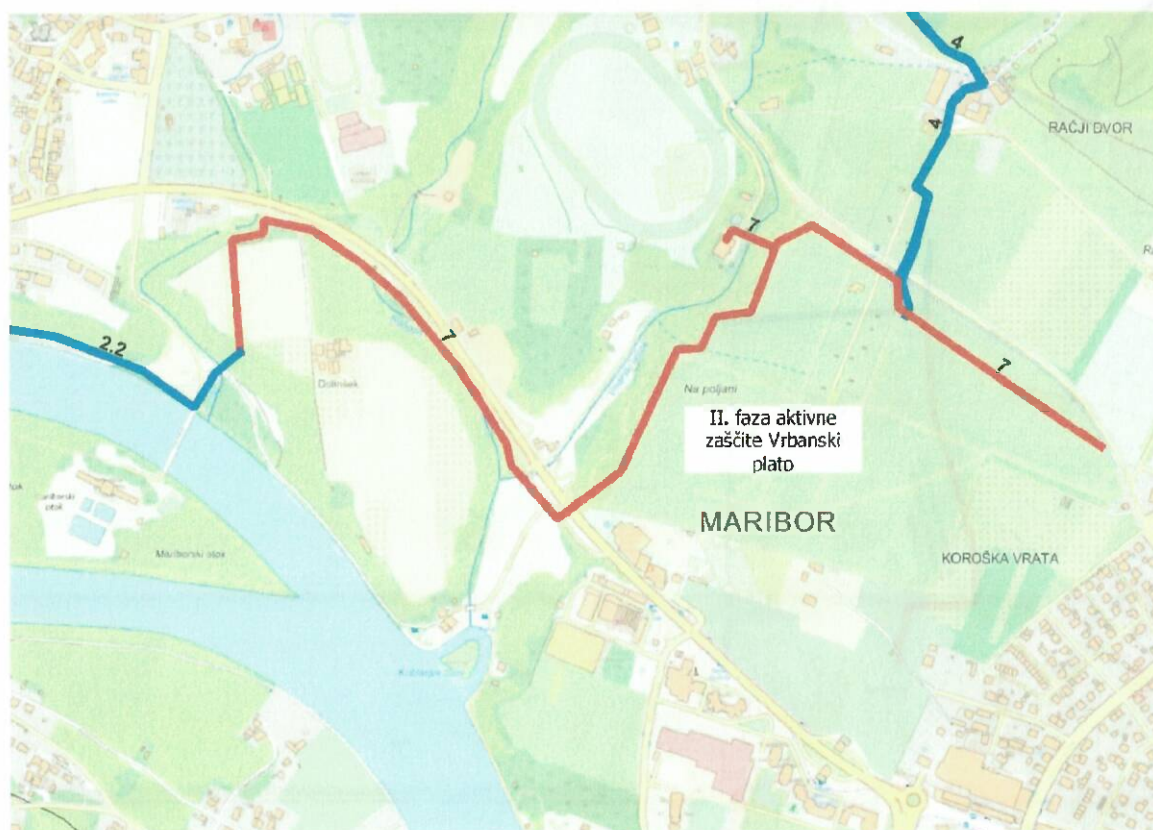 4
4
RAČJI DVOR
7
2.2
7
Dolinšek
7
Na poljani
II. faza aktivne
zaščite Vrbanski
plato
MARIBOR
KOROŠKA VRATA
Mariborski otok